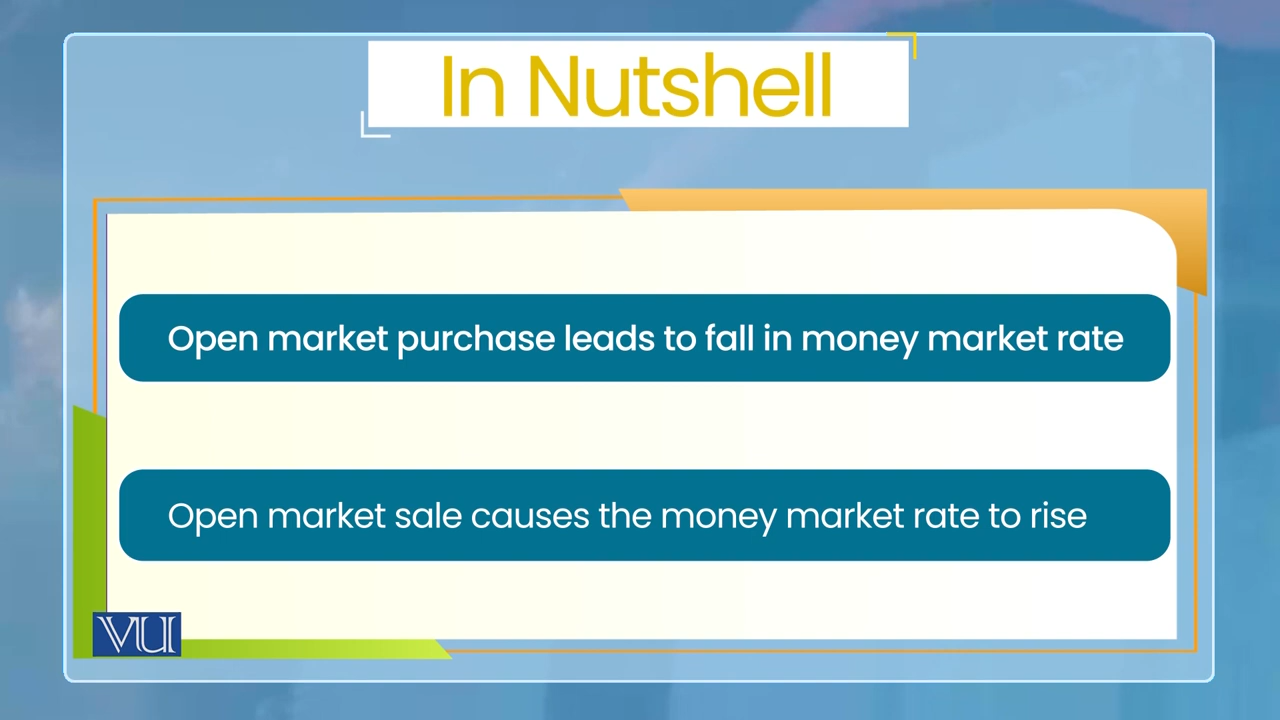 In Nutshell
Open market purchase leads to fall in money market rate
Open market sale causes the money market rate to rise
VU